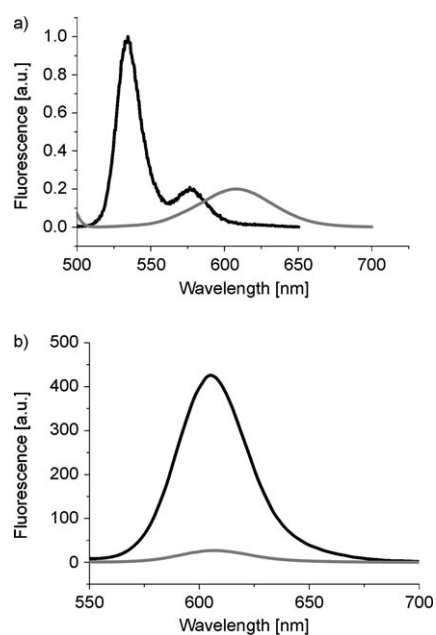 a)
Fluorescence [a.u.]
1.0
0.8
0.6
0.4
0.2
0.0
500 550 600 650 700
Wavelength [nm]
b)
Fluorescence [a.u.]
500
400
300
200
100
0
550 600 650 700
Wavelength [nm]